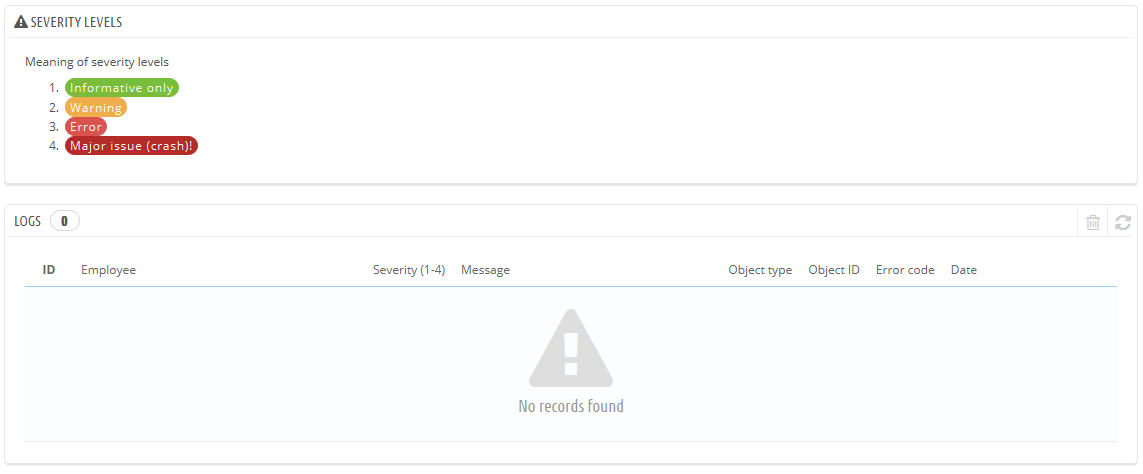 SEVERITY LEVELS
Meaning of severity levels
1. Informative only
2. Warning
3. Error
4. Major issue (crash)!
LOGS 0
ID Employee Severity (1-4) Message Object type Object ID Error code Date
No records found